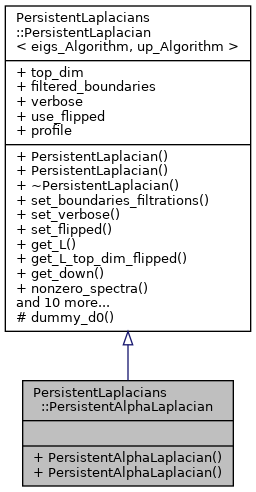 PersistentLaplacians
::PersistentLaplacian
< eigs_Algorithm, up_Algorithm >
+ top_dim
+ filtered_boundaries
+ verbose
+ use_flipped
+ profile
+ PersistentLaplacian()
+ PersistentLaplacian()
+ ~PersistentLaplacian()
+ set_boundaries_filtrations()
+ set_verbose()
+ set_flipped()
+ get_L()
+ get_L_top_dim_flipped()
+ get_down()
+ nonzero_spectra()
and 10 more...
# dummy_d0()
PersistentLaplacians
::PersistentAlphaLaplacian
+ PersistentAlphaLaplacian()
+ PersistentAlphaLaplacian()